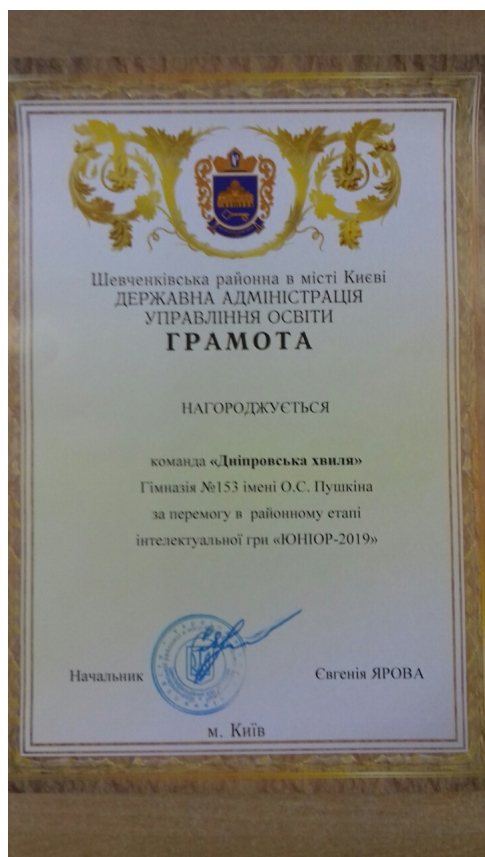 Шевченківська районна в місті Києві
ДЕРЖАВНА АДМІНІСТРАЦІЯ
УПРАВЛІННЯ ОСВІТИ
ГРАМОТА
НАГОРОДЖУЄТЬСЯ
команда «Дніпровська хвиля»
Гімназія №153 імені О.С. Пушкіна
за перемогу в районному етапі
інтелектуальної гри «ЮНІОР-2019»
Начальник Євгенія ЯРОВА
м. Київ